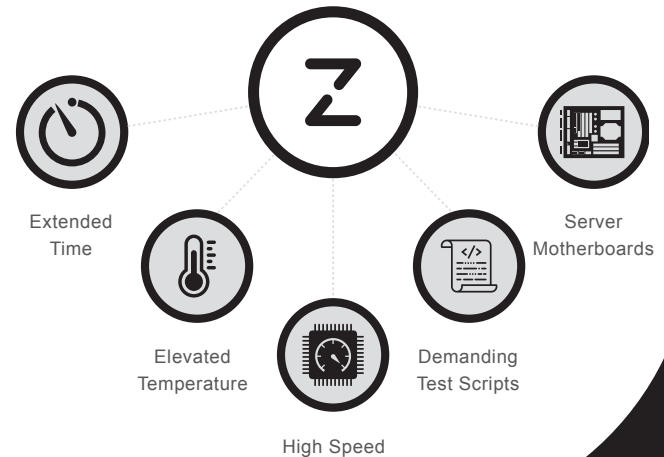 Z
Extended
Time
Elevated
Temperature
High Speed
</>
Demanding
Test Scripts
Server
Motherboards